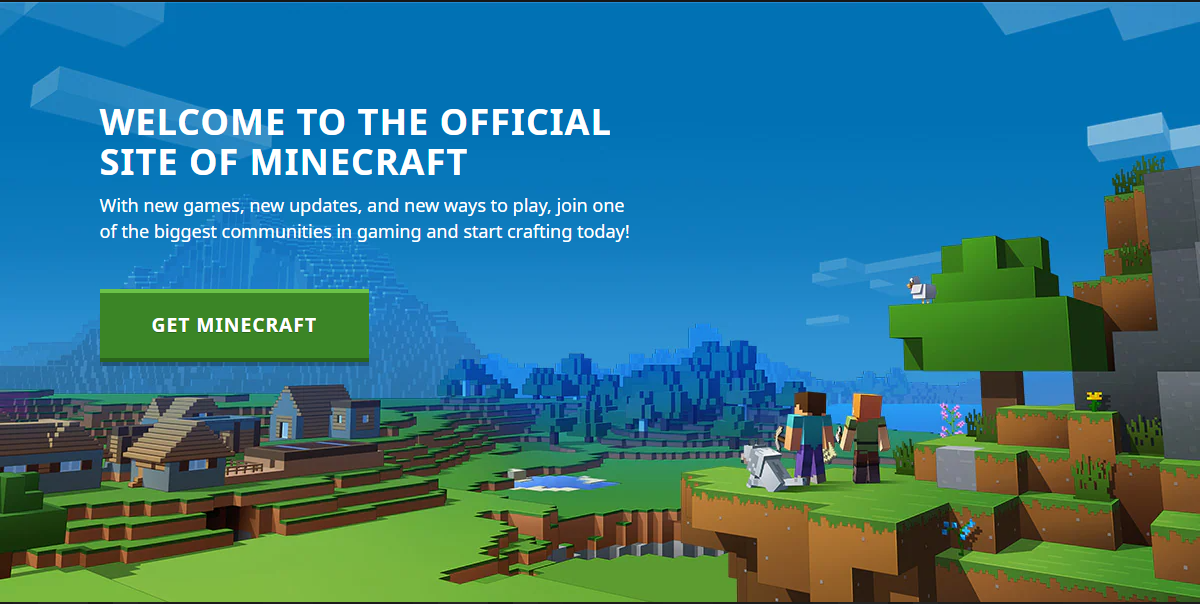 WELCOME TO THE OFFICIAL
SITE OF MINECRAFT
With new games, new updates, and new ways to play, join one
of the biggest communities in gaming and start crafting today!
GET MINECRAFT